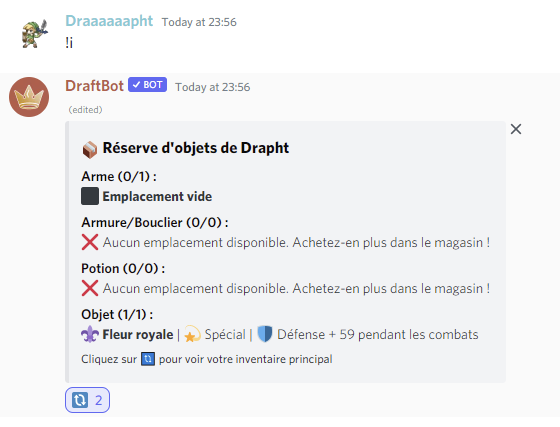 Draaaaaapht Today at 23:56
!i
DraftBot ✓ BOT Today at 23:56
(edited)
Réserve d'objets de Drapht
Arme (0/1) :
Emplacement vide
Armure/Bouclier (0/0) :
❌ Aucun emplacement disponible. Achetez-en plus dans le magasin !
Potion (0/0) :
❌ Aucun emplacement disponible. Achetez-en plus dans le magasin !
Objet (1/1) :
⚜️ Fleur royale | 💫 Spécial | 🛡️ Défense + 59 pendant les combats
Cliquez sur 🔃 pour voir votre inventaire principal
🔃 2